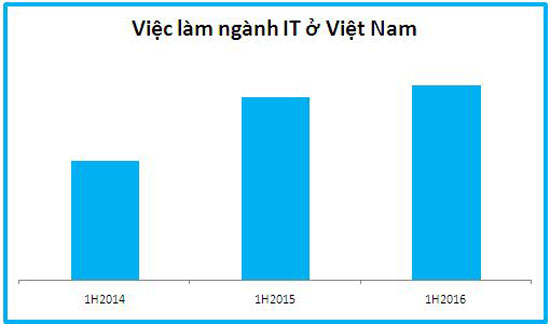 Việc làm ngành IT ở Việt Nam
1H2014
1H2015
1H2016